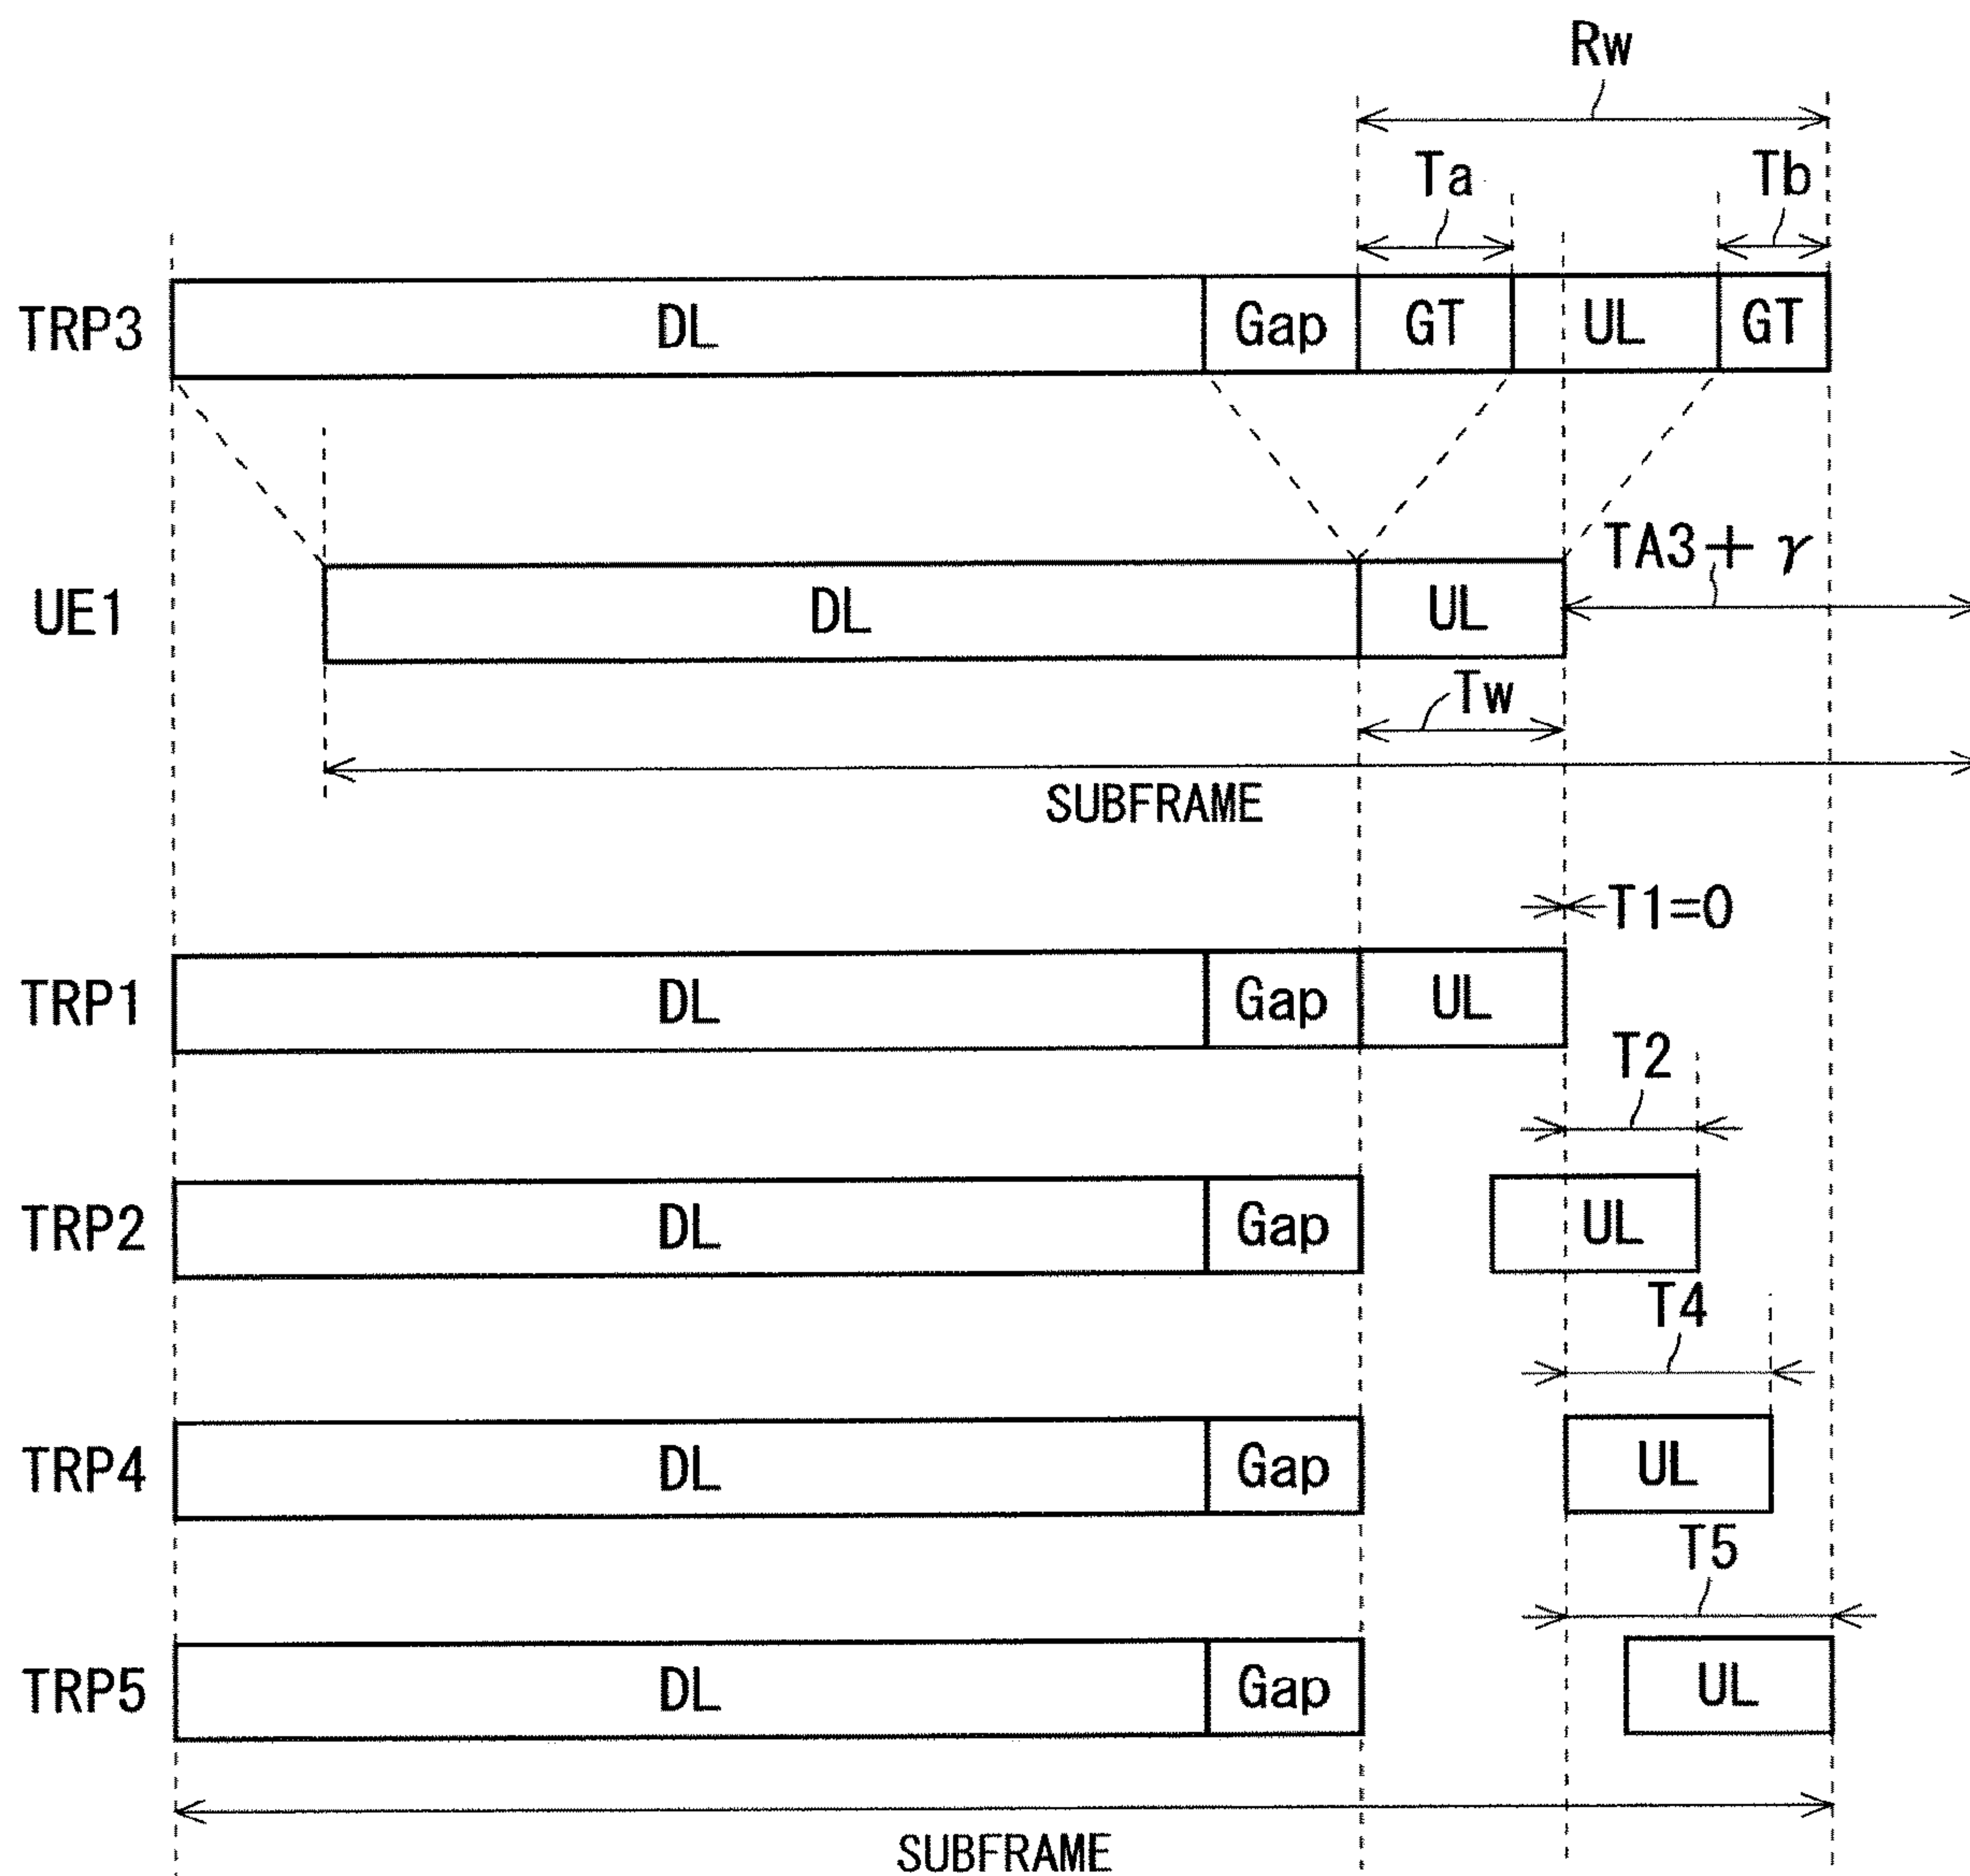 Rw
Ta Tb
TRP3 DL Gap GT UL GT
TA3+ γ
UE1 DL UL
Tw
SUBFRAME
T1=0
TRP1 DL Gap UL
T2
TRP2 DL Gap UL
T4
TRP4 DL Gap UL
T5
TRP5 DL Gap UL
SUBFRAME